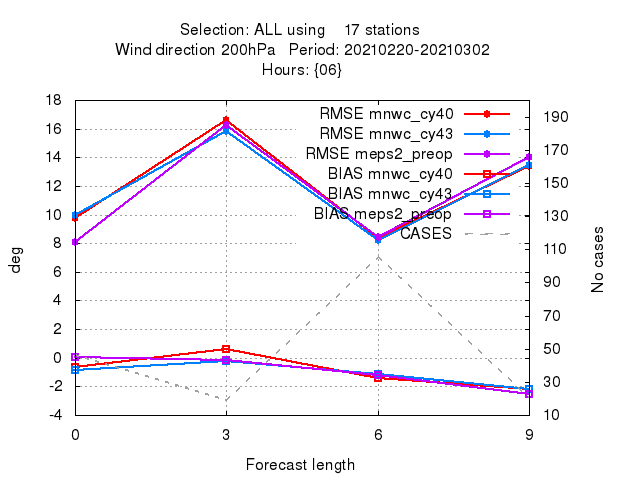 Selection: ALL using    17 stations
Wind direction 200hPa   Period: 20210220-20210302
Hours: {06}
18
16
14
12
10
8
6
4
2
0
-2
-4
deg
RMSE mnwc_cy40
RMSE mnwc_cy43
RMSE meps2_preop
BIAS mnwc_cy40
BIAS mnwc_cy43
BIAS meps2_preop
CASES
190
170
150
130
110
90
70
50
30
10
No cases
0 3 6 9
Forecast length